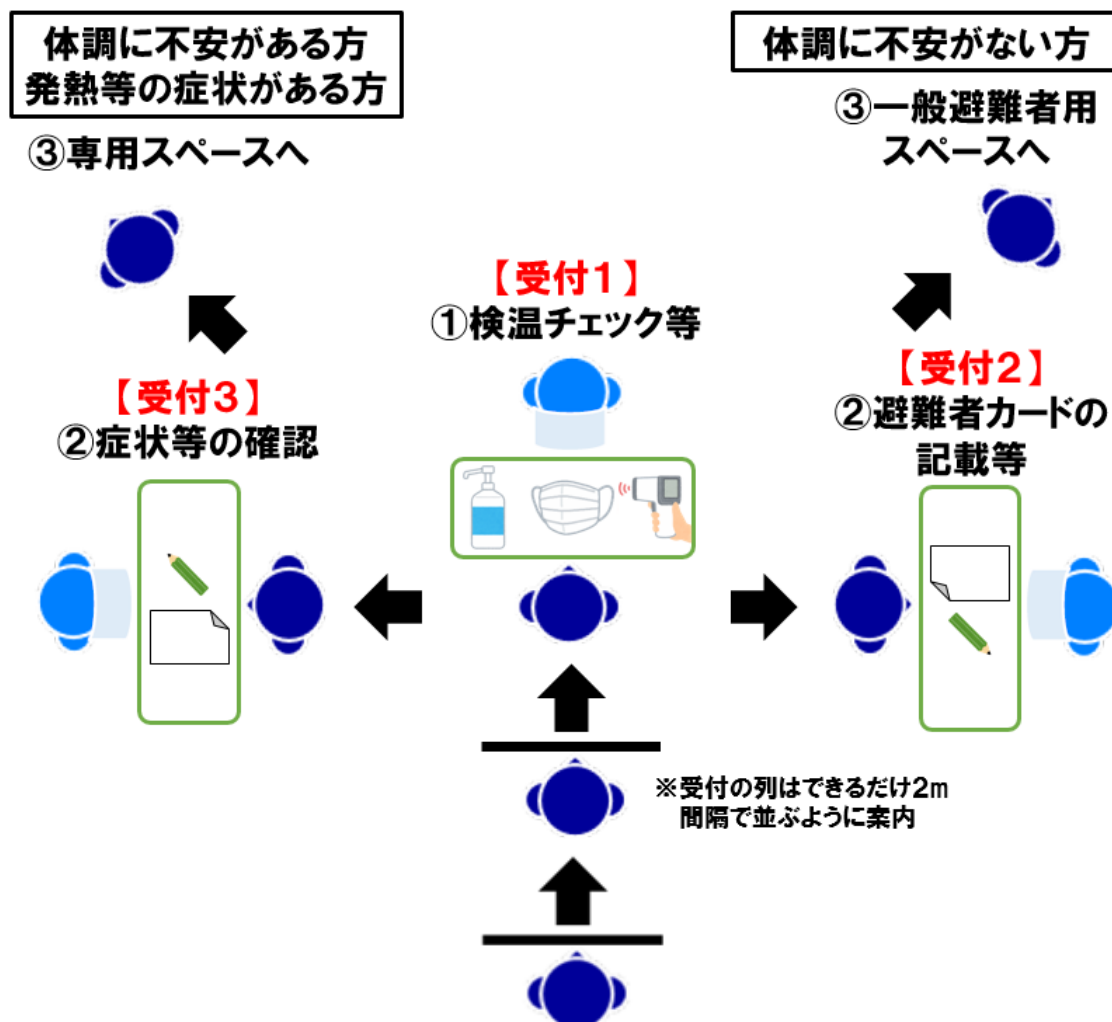 体調に不安がある方
発熱等の症状がある方
③専用スペースへ
体調に不安がない方
③一般避難者用
スペースへ
【受付1】
①検温チェック等
【受付3】
②症状等の確認
【受付2】
②避難者カードの
記載等
※受付の列はできるだけ2m
間隔で並ぶように案内